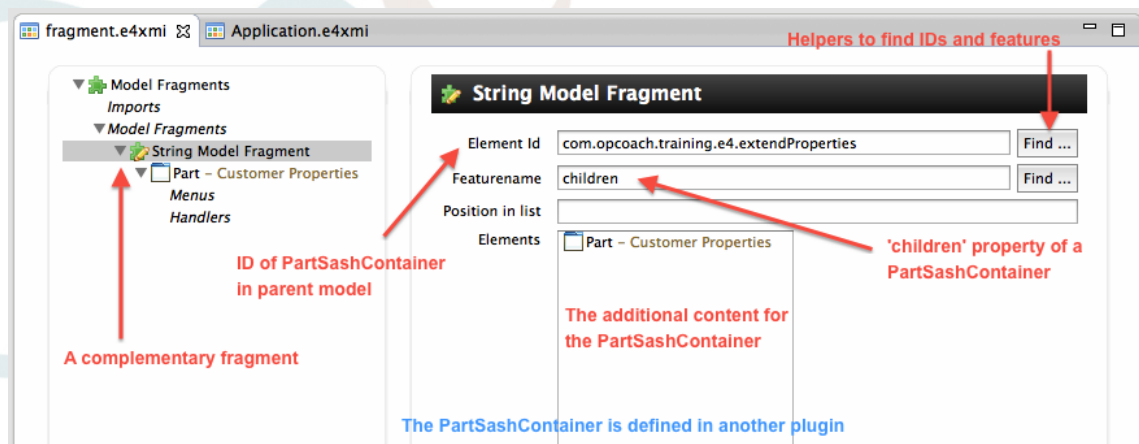 fragment.e4xmi
Application.e4xmi
Helpers to find IDs and features
Model Fragments
Imports
Model Fragments
String Model Fragment
Part – Customer Properties
Menus
Handlers
String Model Fragment
Element Id com.opcoach.training.e4.extendProperties Find ...
Featurename children Find ...
Position in list
Elements Part – Customer Properties
ID of PartSashContainer
in parent model
'children' property of a
PartSashContainer
The additional content for
the PartSashContainer
A complementary fragment
The PartSashContainer is defined in another plugin